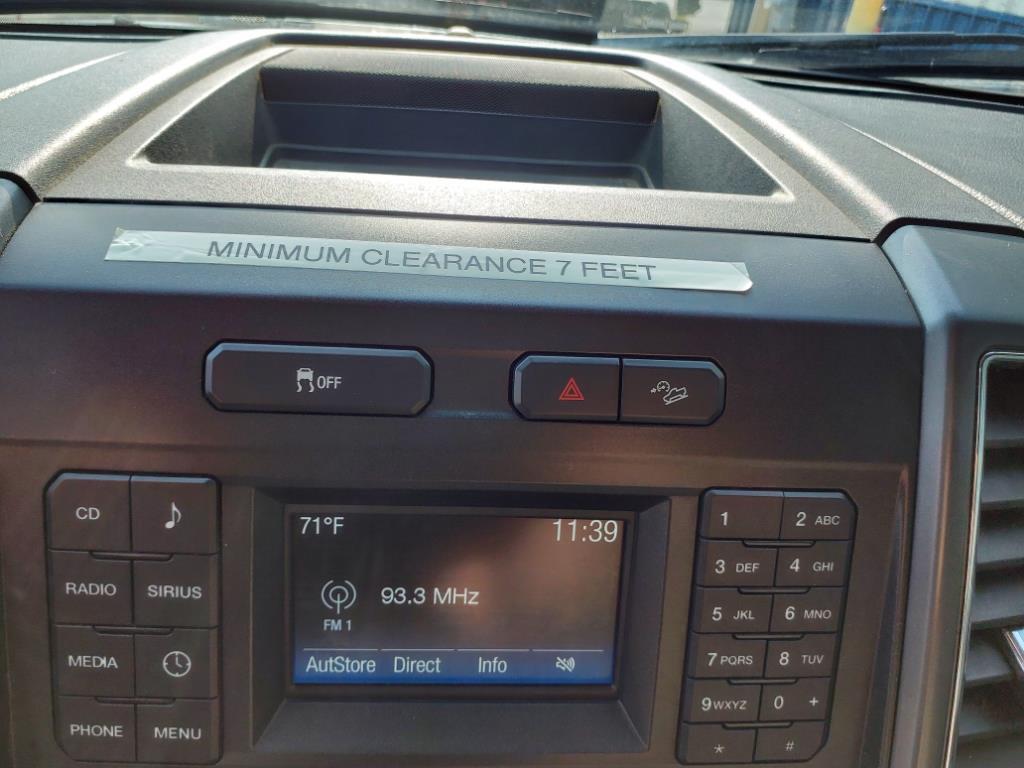 MINIMUM CLEARANCE 7 FEET
OFF
CD
RADIO SIRIUS
MEDIA
PHONE MENU
71°F 11:39
93.3 MHz
FM 1
AutStore Direct Info
1 2 ABC
3 DEF 4 GHI
5 JKL 6 MNO
7 PQRS 8 TUV
9 WXYZ 0 +
* #